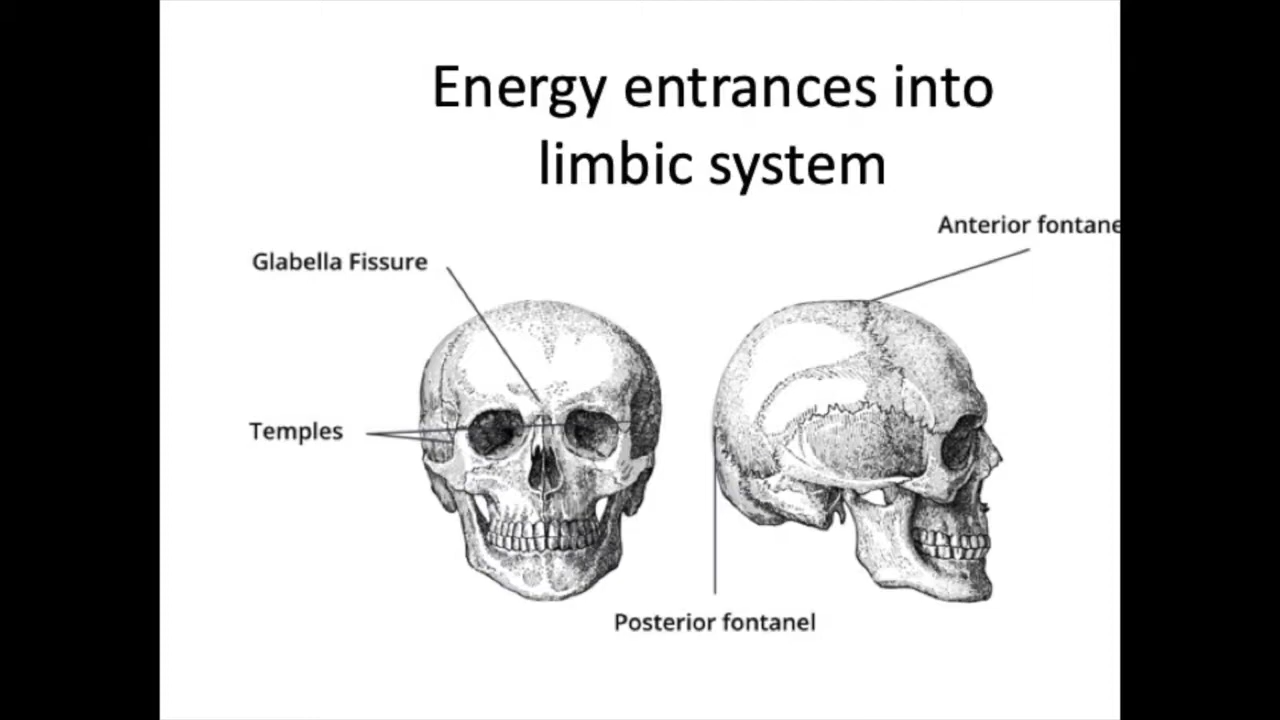 Energy entrances into
limbic system
Anterior fontane
Glabella Fissure
Temples
Posterior fontanel